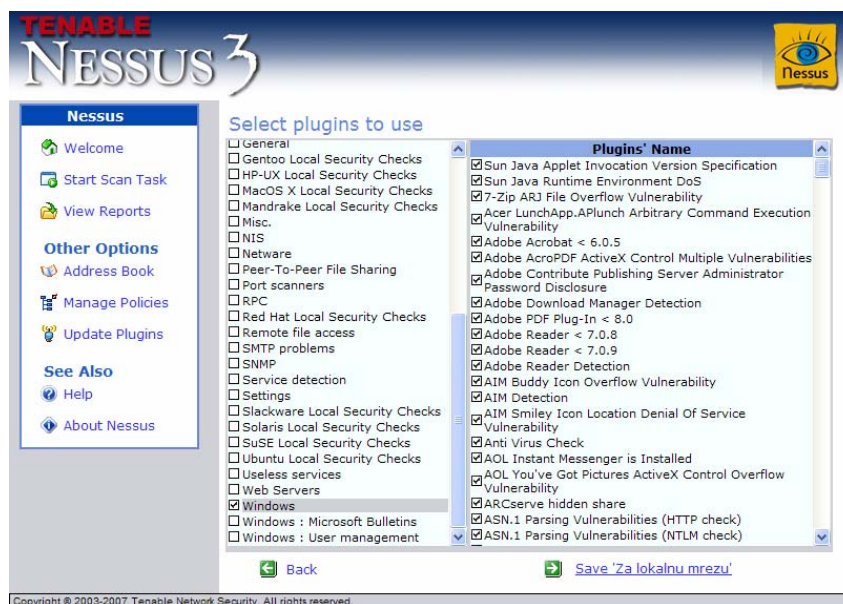 TENABLE
NESSUS 3
Nessus
Nessus
Welcome
Start Scan Task
View Reports
Other Options
Address Book
Manage Policies
Update Plugins
See Also
Help
About Nessus
Select plugins to use
General
Gentoo Local Security Checks
HP-UX Local Security Checks
MacOS X Local Security Checks
Mandrake Local Security Checks
Misc.
NIS
Netware
Peer-To-Peer File Sharing
Port scanners
RPC
Red Hat Local Security Checks
Remote file access
SMTP problems
SNMP
Service detection
Settings
Slackware Local Security Checks
Solaris Local Security Checks
SuSE Local Security Checks
Ubuntu Local Security Checks
Useless services
Web Servers
Windows
Windows : Microsoft Bulletins
Windows : User management
Plugins' Name
Sun Java Applet Invocation Version Specification
Sun Java Runtime Environment DoS
7-Zip ARJ File Overflow Vulnerability
Acer LunchApp.APlunch Arbitrary Command Execution
Vulnerability
Adobe Acrobat < 6.0.5
Adobe AcroPDF ActiveX Control Multiple Vulnerabilities
Adobe Contribute Publishing Server Administrator
Password Disclosure
Adobe Download Manager Detection
Adobe PDF Plug-In < 8.0
Adobe Reader < 7.0.8
Adobe Reader < 7.0.9
Adobe Reader Detection
AIM Buddy Icon Overflow Vulnerability
AIM Detection
AIM Smiley Icon Location Denial Of Service
Vulnerability
Anti Virus Check
AOL Instant Messenger is Installed
AOL You've Got Pictures ActiveX Control Overflow
Vulnerability
ARCserve hidden share
ASN.1 Parsing Vulnerabilities (HTTP check)
ASN.1 Parsing Vulnerabilities (NTLM check)
Back
Save 'Za lokalnu mrezu'
Copyright © 2003-2007 Tenable Network Security. All rights reserved.